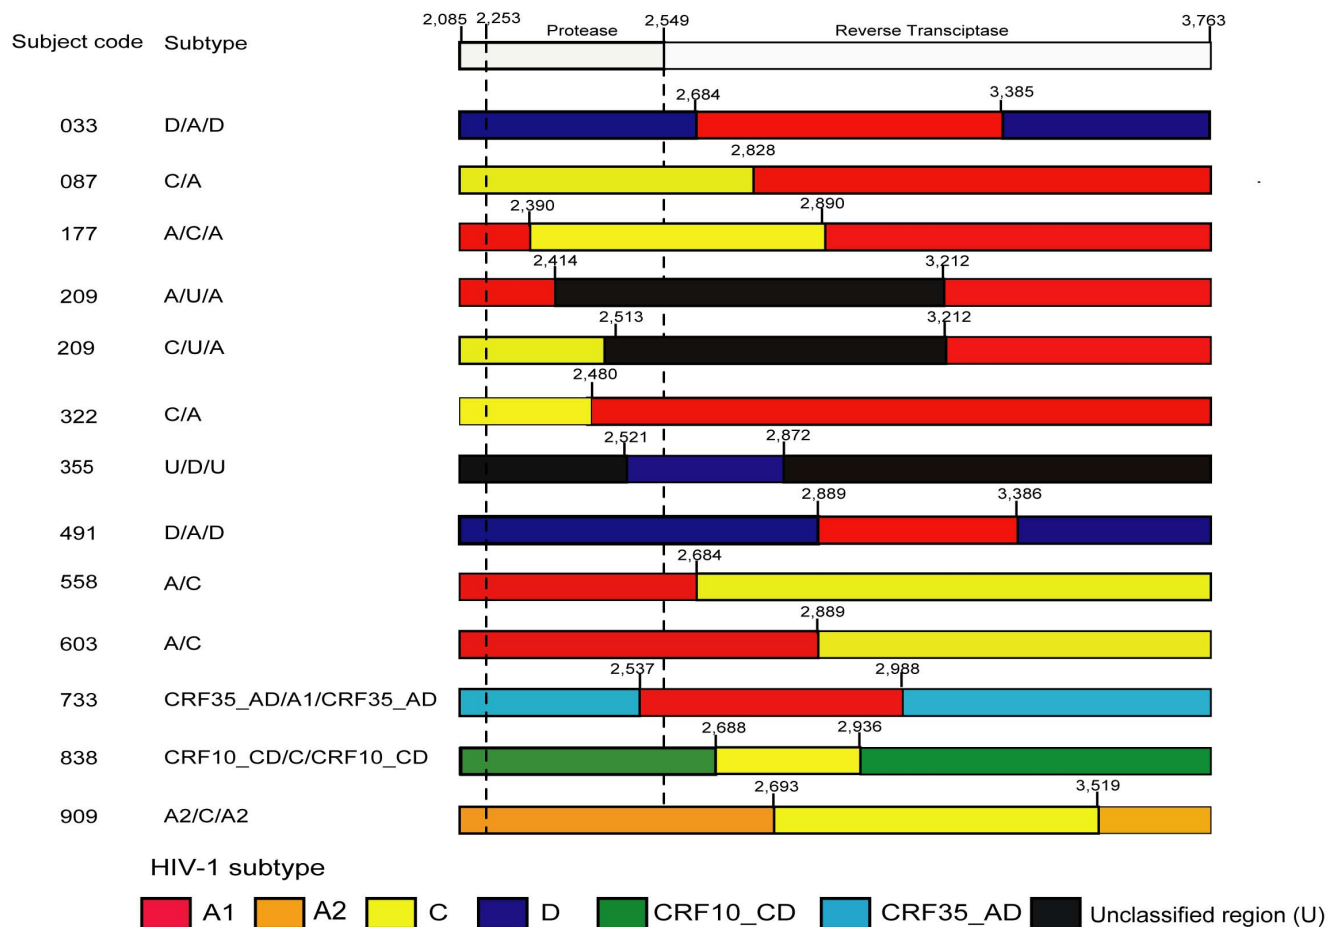 2,085 2,253 2,549 3,763
Subject code Subtype Protease Reverse Transciptase
2,684 3,385
033 D/A/D
2,828
087 C/A
2,390 2,890
177 A/C/A
2,414 3,212
209 A/U/A
2,513 3,212
209 C/U/A
2,480
322 C/A
2,521 2,872
355 U/D/U
2,889 3,386
491 D/A/D
2,684
558 A/C
2,889
603 A/C
2,537 2,988
733 CRF35_AD/A1/CRF35_AD
2,688 2,936
838 CRF10_CD/C/CRF10_CD
2,693 3,519
909 A2/C/A2
HIV-1 subtype
A1 A2 C D CRF10_CD CRF35_AD Unclassified region (U)